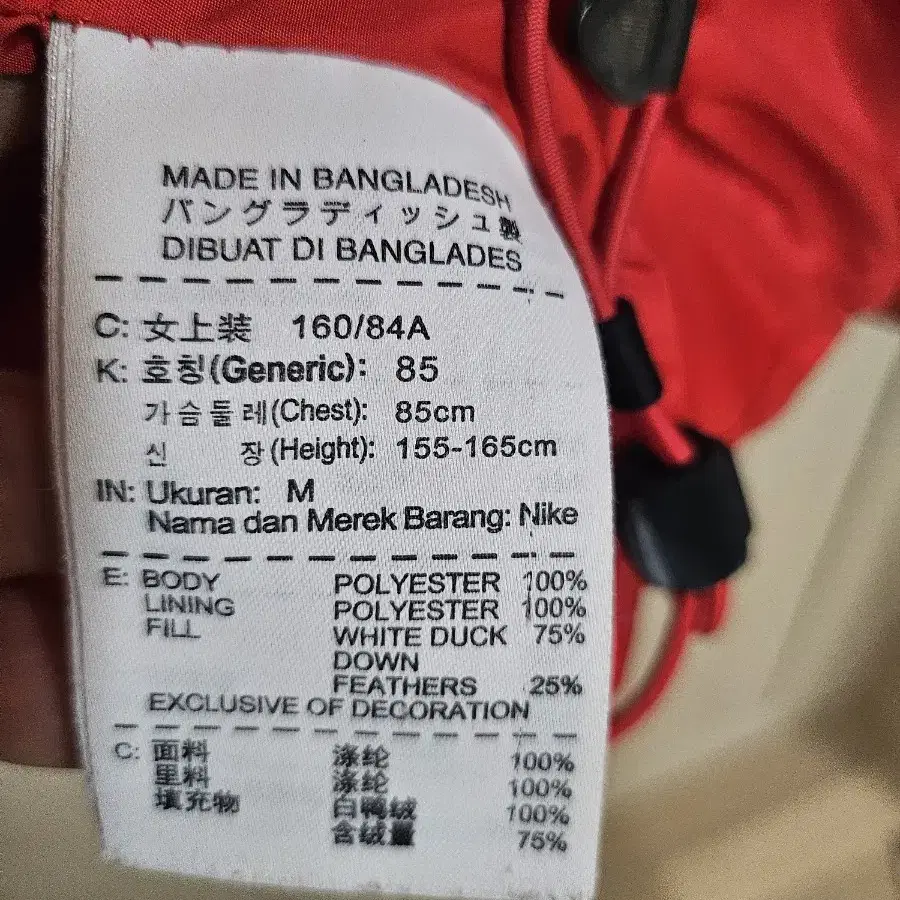 MADE IN BANGLADESH
バングラディッシュ製
DIBUAT DI BANGLADES
C: 女上装 160/84A
K: 호칭(Generic): 85
가슴둘레(Chest): 85cm
신 장(Height): 155-165cm
IN: Ukuran: M
Nama dan Merek Barang: Nike
E: BODY POLYESTER 100%
LINING POLYESTER 100%
FILL WHITE DUCK 75%
DOWN
FEATHERS 25%
EXCLUSIVE OF DECORATION
C: 面料 涤纶 100%
里料 涤纶 100%
填充物 白鸭绒 100%
含绒量 75%